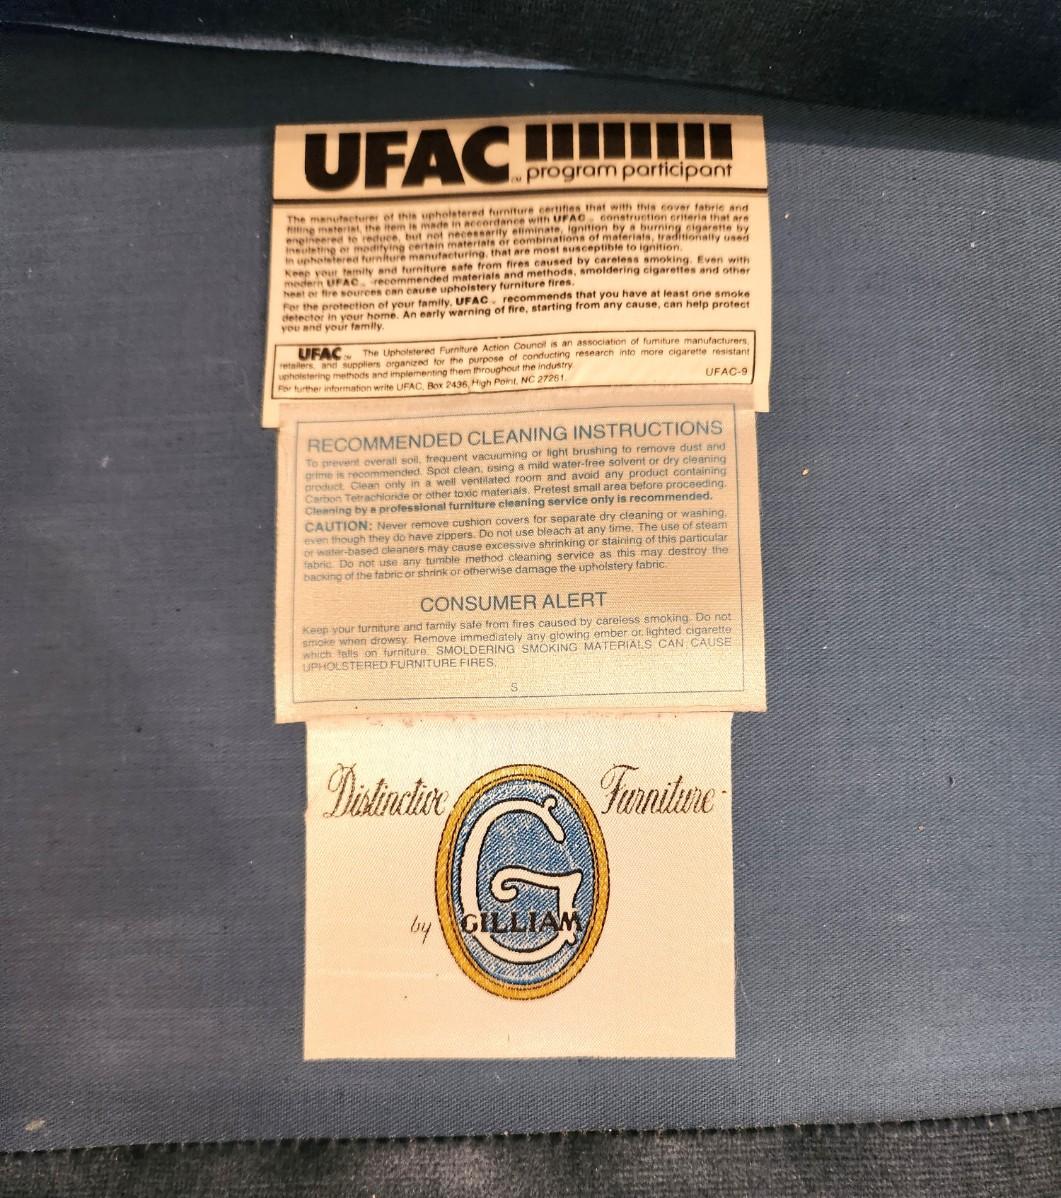 UFAC™ program participant
The manufacturer of this upholstered furniture certifies that with this cover fabric and
filling material, the item is made in accordance with UFAC™ construction criteria that are
engineered to reduce, but not necessarily eliminate, ignition by a burning cigarette by
insulating or modifying certain materials or combinations of materials, traditionally used
in upholstered furniture manufacturing, that are most susceptible to ignition.
Keep your family and furniture safe from fires caused by careless smoking. Even with
modern UFAC™ -recommended materials and methods, smoldering cigarettes and other
heat or fire sources can cause upholstery furniture fires.
For the protection of your family, UFAC™ recommends that you have at least one smoke
detector in your home. An early warning of fire, starting from any cause, can help protect
you and your family.
UFAC™ The Upholstered Furniture Action Council is an association of furniture manufacturers,
retailers, and suppliers organized for the purpose of conducting research into more cigarette resistant
upholstering methods and implementing them throughout the industry.
For further information write UFAC, Box 2436, High Point, NC 27261. UFAC-9
RECOMMENDED CLEANING INSTRUCTIONS
To prevent overall soil, frequent vacuuming or light brushing to remove dust and
grime is recommended. Spot clean, using a mild water-free solvent or dry cleaning
product. Clean only in a well ventilated room and avoid any product containing
Carbon Tetrachloride or other toxic materials. Pretest small area before proceeding.
Cleaning by a professional furniture cleaning service only is recommended.
CAUTION: Never remove cushion covers for separate dry cleaning or washing,
even though they do have zippers. Do not use bleach at any time. The use of steam
or water-based cleaners may cause excessive shrinking or staining of this particular
fabric. Do not use any tumble method cleaning service as this may destroy the
backing of the fabric or shrink or otherwise damage the upholstery fabric.
CONSUMER ALERT
Keep your furniture and family safe from fires caused by careless smoking. Do not
smoke when drowsy. Remove immediately any glowing ember or lighted cigarette
which falls on furniture. SMOLDERING SMOKING MATERIALS CAN CAUSE
UPHOLSTERED FURNITURE FIRES.
S
Distinctive Furniture
G
by GILLIAM